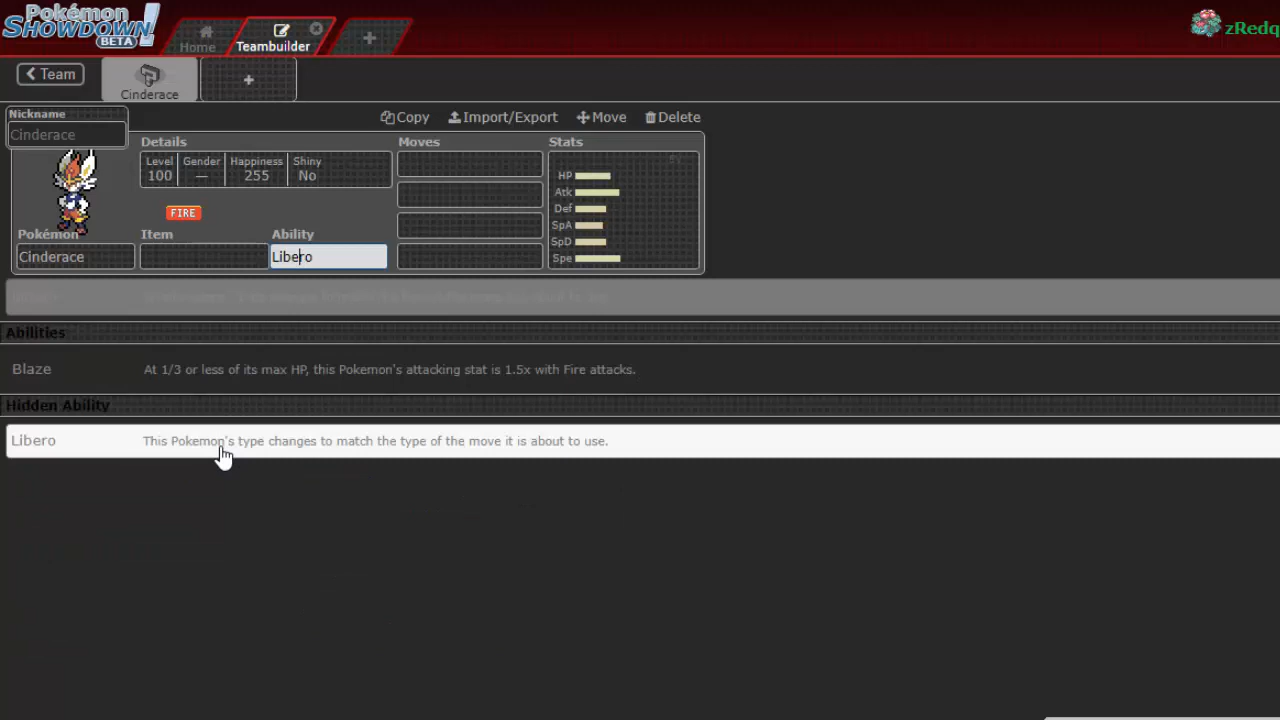 Pokémon
SHOWDOWN!
BETA
Home
Teambuilder
zRedq
Team
Cinderace
Nickname
Cinderace
Copy
Import/Export
Move
Delete
Details
Moves
Stats
Level Gender Happiness Shiny
100 — 255 No
HP
Atk
Def
SpA
SpD
Spe
FIRE
Pokémon Item Ability
Cinderace
Libero
Abilities
Blaze At 1/3 or less of its max HP, this Pokemon's attacking stat is 1.5x with Fire attacks.
Hidden Ability
Libero This Pokemon's type changes to match the type of the move it is about to use.